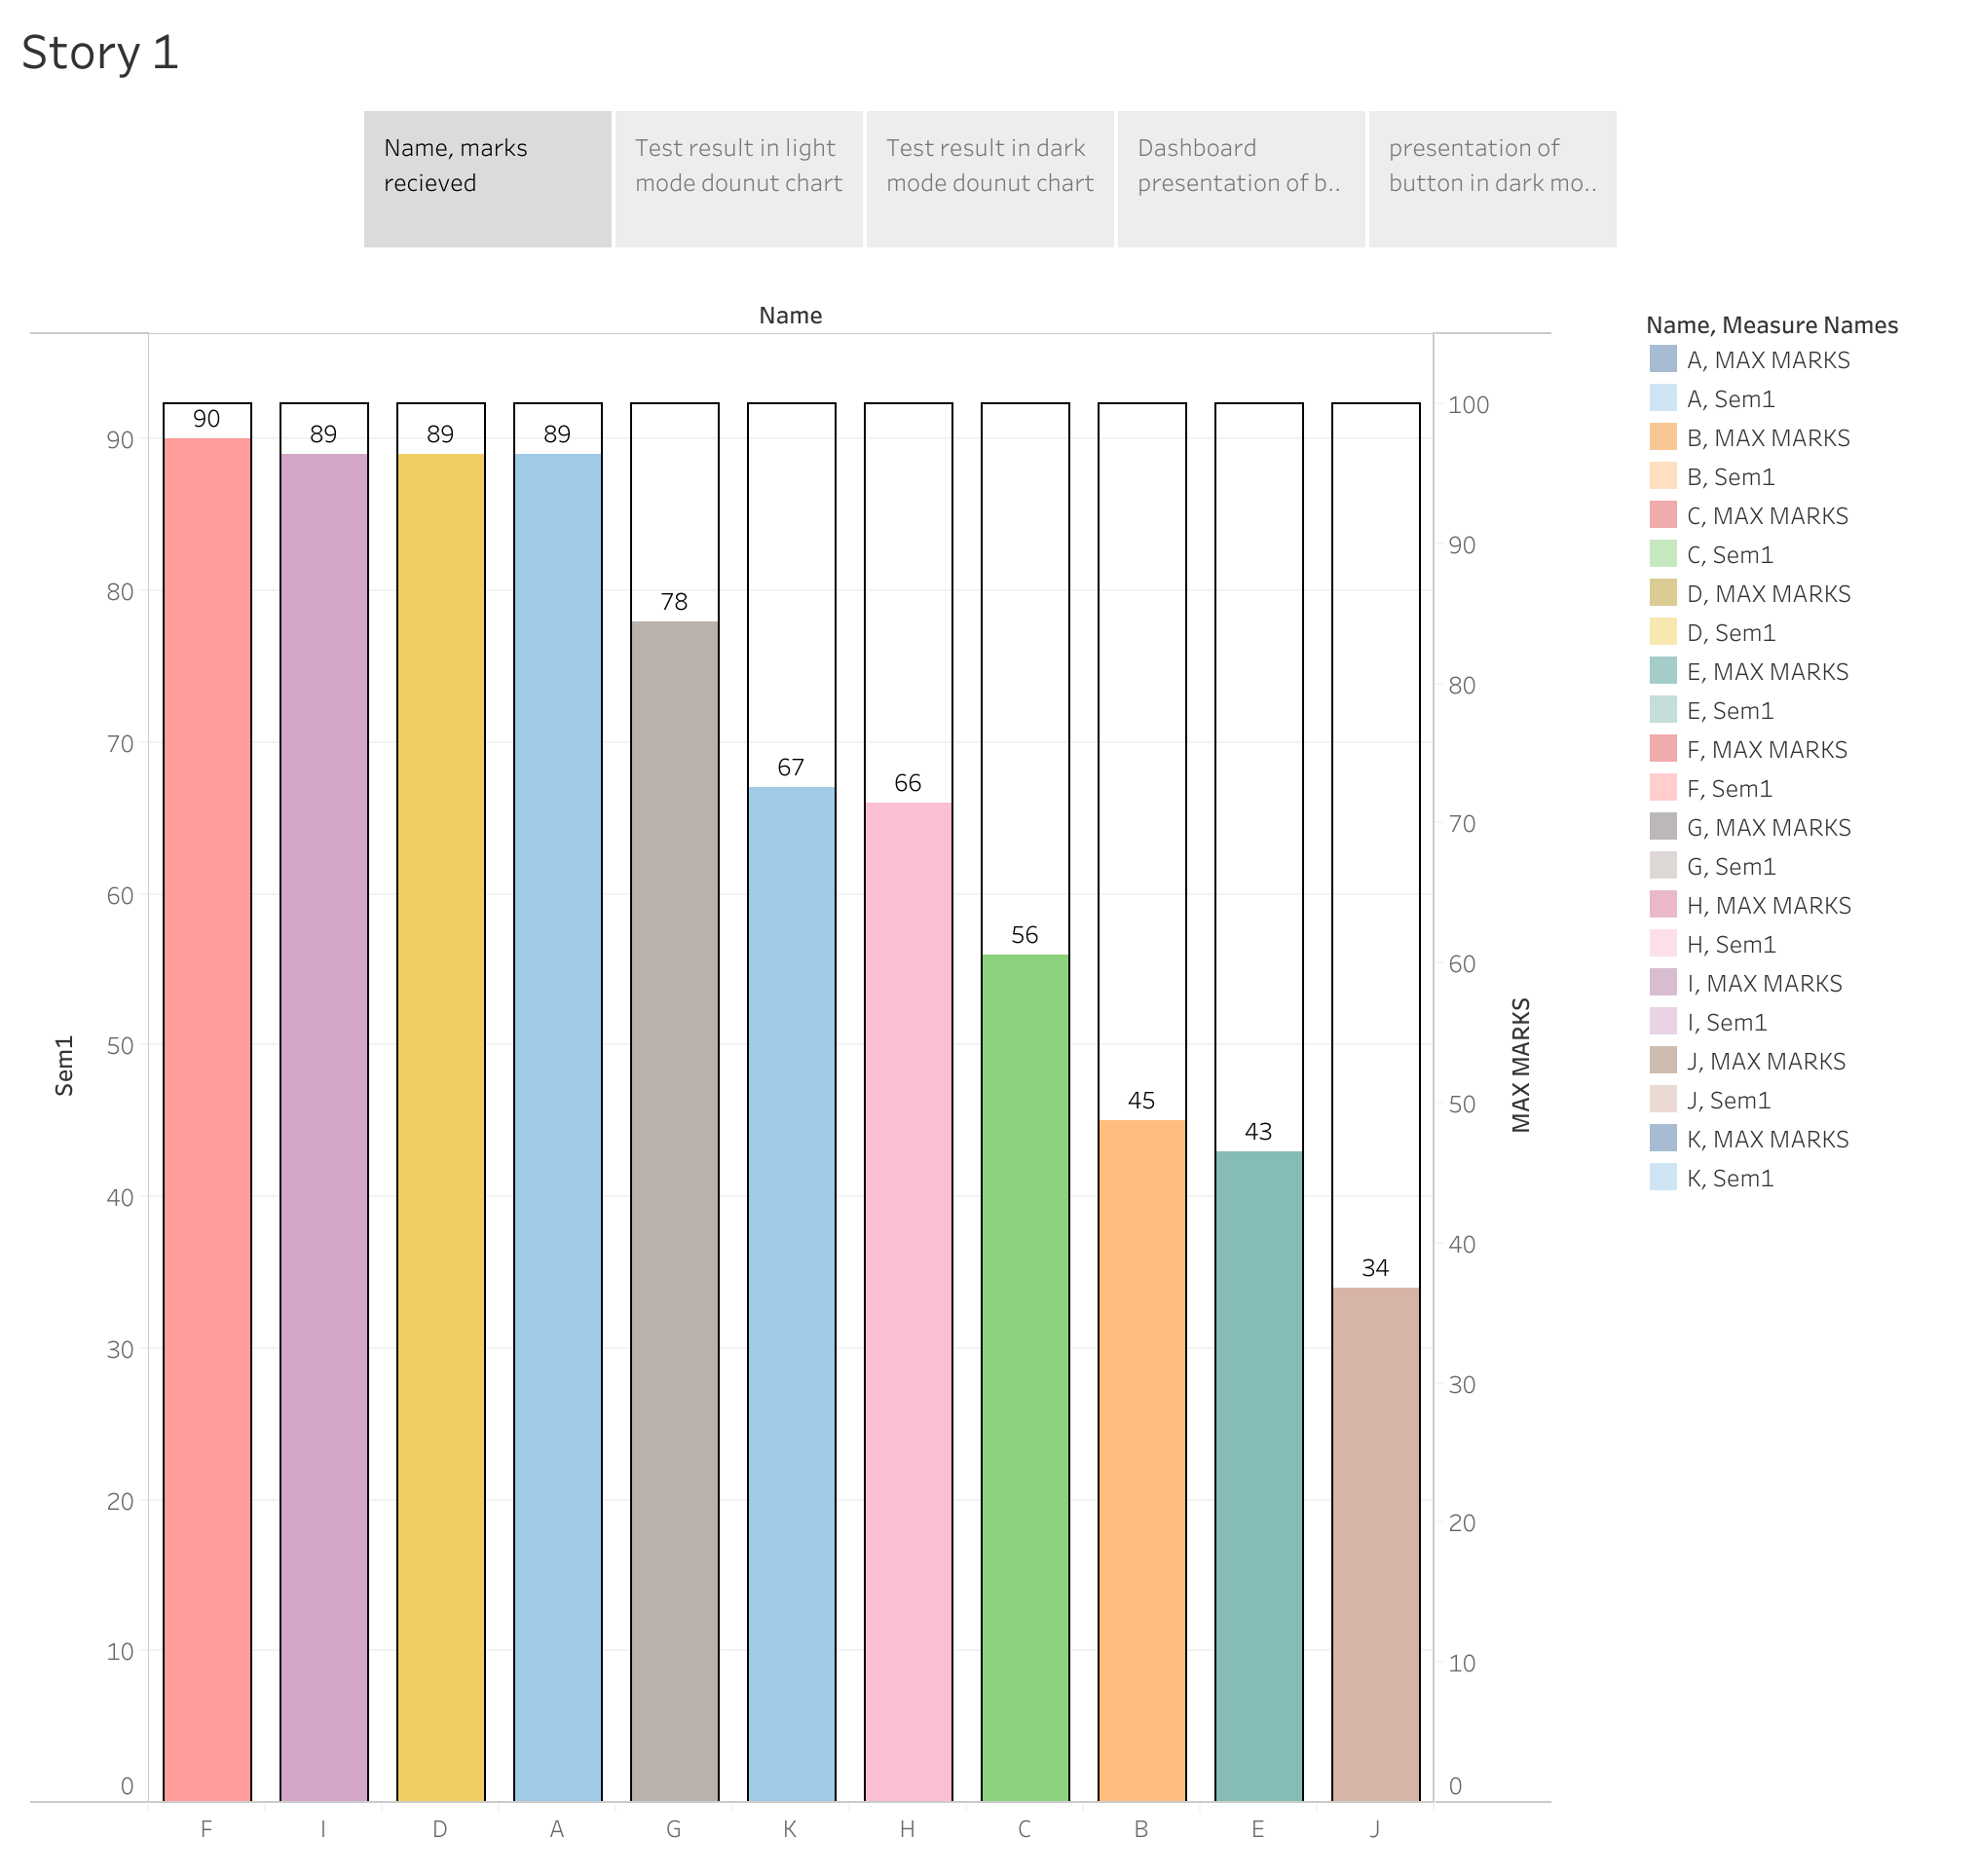 Story 1
Name, marks
recieved
Test result in light
mode dounut chart
Test result in dark
mode dounut chart
Dashboard
presentation of b..
presentation of
button in dark mo..
Name
90
89
89
89
78
67
66
56
45
43
34
Sem1
90
80
70
60
50
40
30
20
10
0
MAX MARKS
100
90
80
70
60
50
40
30
20
10
0
F
I
D
A
G
K
H
C
B
E
J
Name, Measure Names
A, MAX MARKS
A, Sem1
B, MAX MARKS
B, Sem1
C, MAX MARKS
C, Sem1
D, MAX MARKS
D, Sem1
E, MAX MARKS
E, Sem1
F, MAX MARKS
F, Sem1
G, MAX MARKS
G, Sem1
H, MAX MARKS
H, Sem1
I, MAX MARKS
I, Sem1
J, MAX MARKS
J, Sem1
K, MAX MARKS
K, Sem1